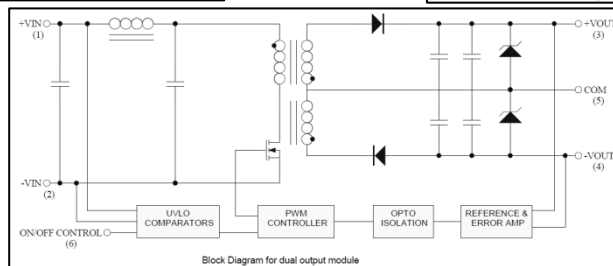 +VIN
(1)
+VOUT
(3)
COM
(5)
-VOUT
(4)
-VIN
(2)
ON/OFF CONTROL
(6)
UVLO
COMPARATORS
PWM
CONTROLLER
OPTO
ISOLATION
REFERENCE &
ERROR AMP
Block Diagram for dual output module